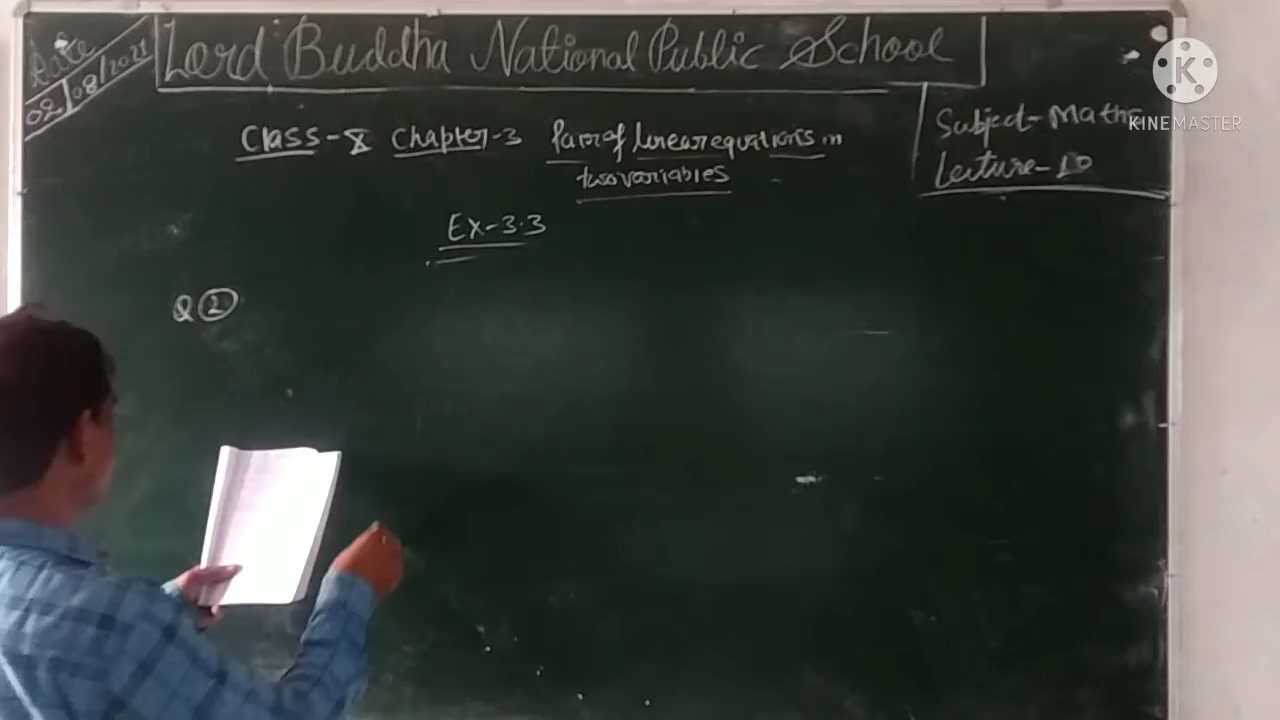 Date
02/08/2021
Lord Buddha National Public School
Subject-Maths
Lecture-10
Class-X Chapter-3 Pair of linear equations in
two variables
Ex-3.3
Q 2
K
KINEMASTER